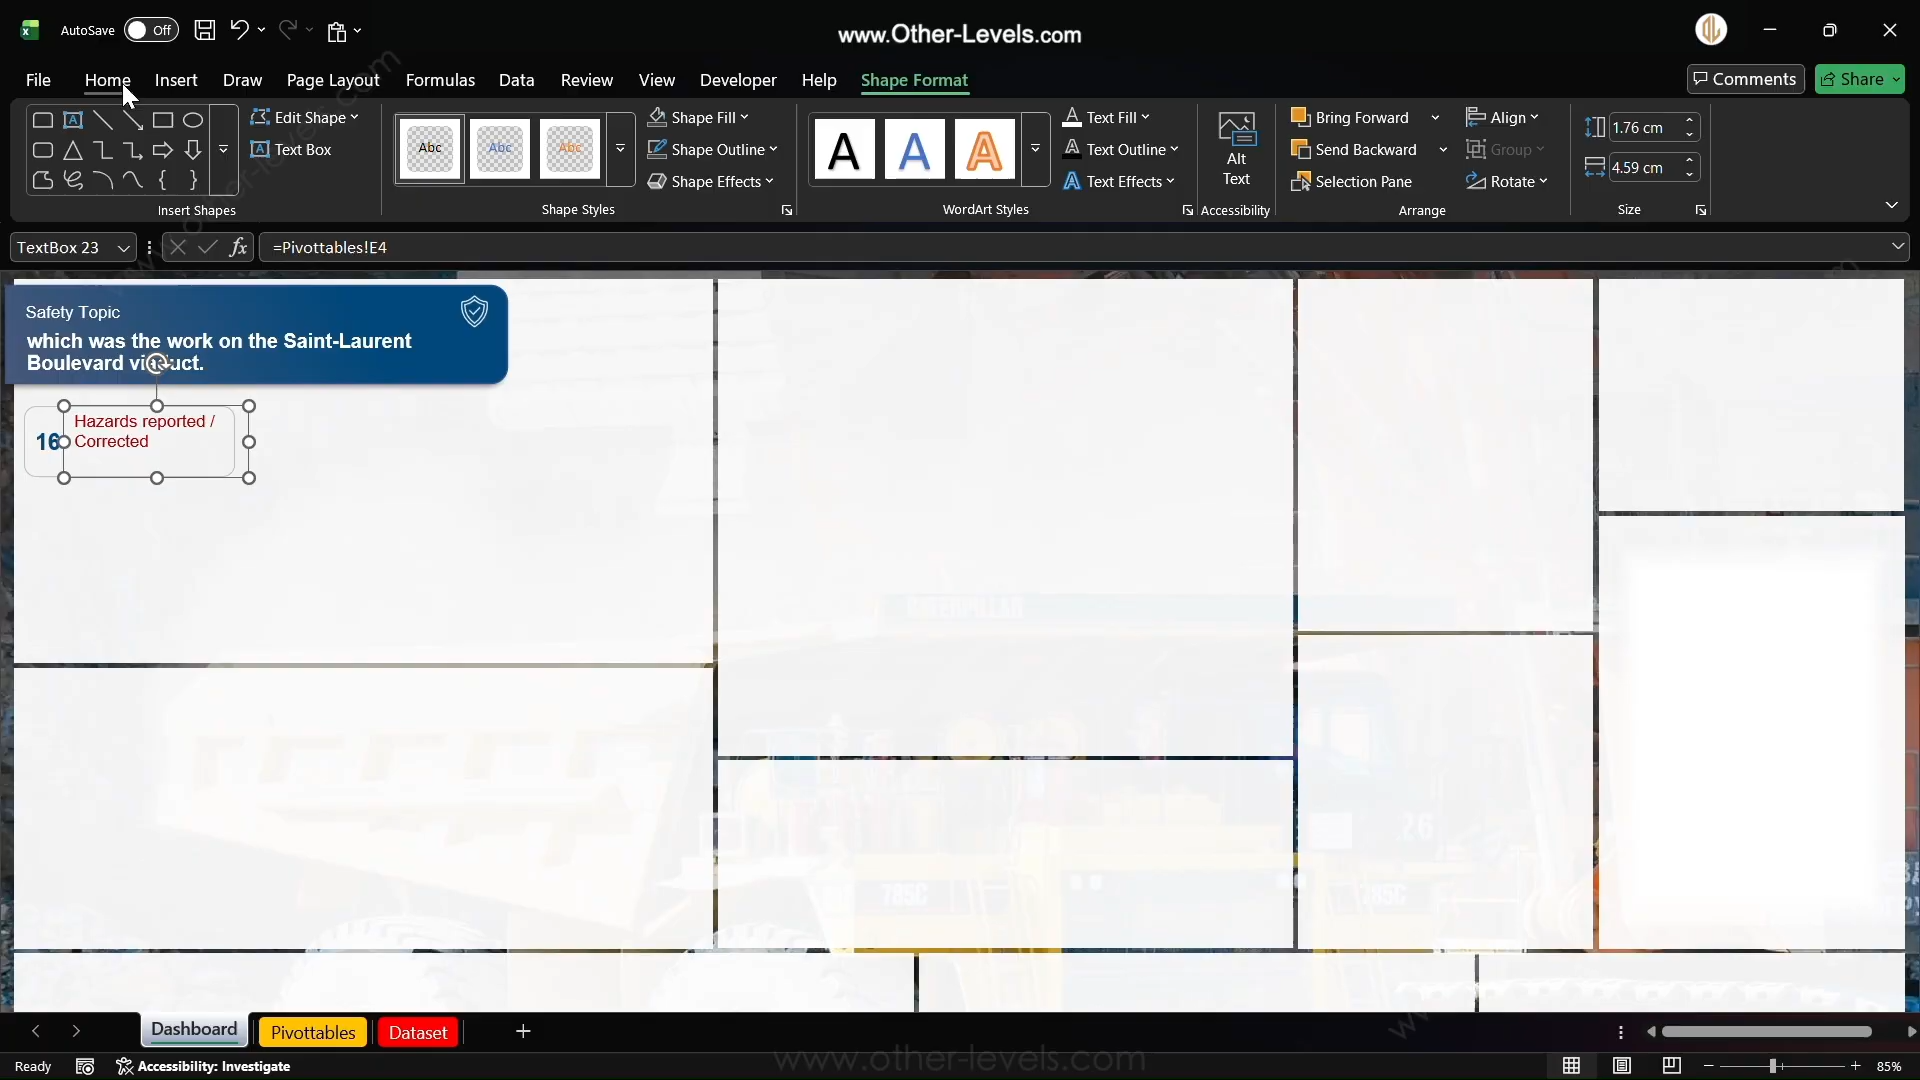 AutoSave Off
www.Other-Levels.com
File Home Insert Draw Page Layout Formulas Data Review View Developer Help Shape Format
Comments Share
Edit Shape
Text Box
Insert Shapes
Abc Abc Abc
Shape Fill
Shape Outline
Shape Effects
Shape Styles
A A A
Text Fill
Text Outline
Text Effects
WordArt Styles
Alt
Text
Accessibility
Bring Forward
Send Backward
Selection Pane
Align
Group
Rotate
Arrange
1.76 cm
4.59 cm
Size
TextBox 23
fx
=Pivottables!E4
Safety Topic
which was the work on the Saint-Laurent
16
Hazards reported /
Corrected
CATERPILLAR
785C
785C
Dashboard Pivottables Dataset
Ready
Accessibility: Investigate
www.other-levels.com
85%